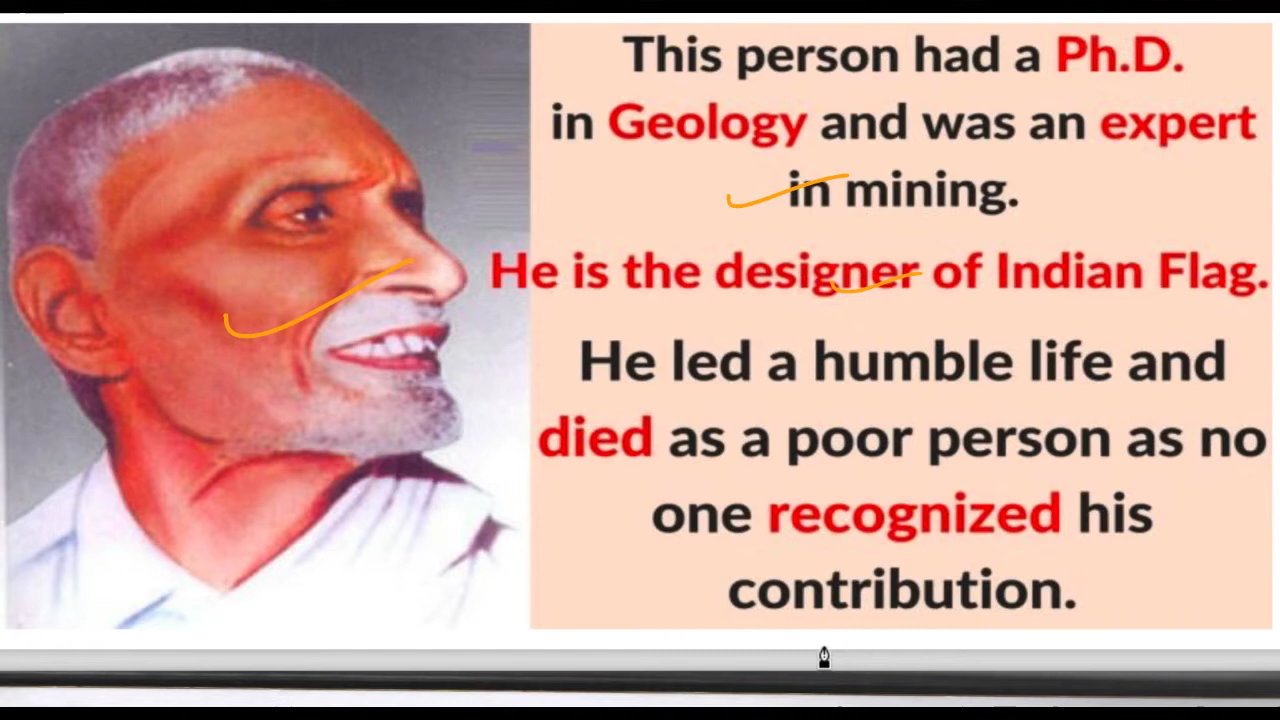 This person had a Ph.D.
in Geology and was an expert
in mining.
He is the designer of Indian Flag.
He led a humble life and
died as a poor person as no
one recognized his
contribution.